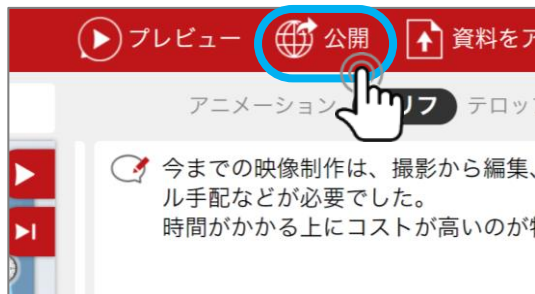 プレビュー
公開
資料をア
アニメーション
リフ
テロッ
今までの映像制作は、撮影から編集、
ル手配などが必要でした。
時間がかかる上にコストが高いのが